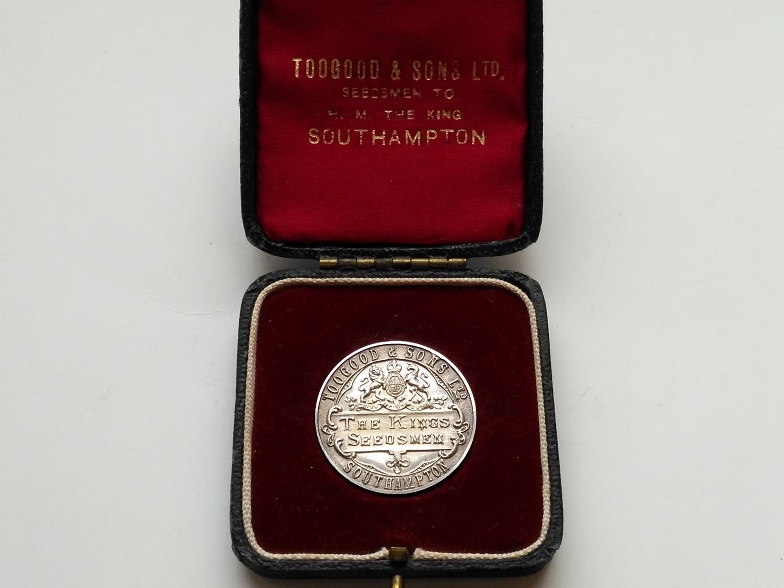 TOOGOOD & SONS LTD.
SEEDSMEN TO
H. M. THE KING
SOUTHAMPTON
TOOGOOD & SONS LTD
THE KINGS
SEEDSMEN
SOUTHAMPTON